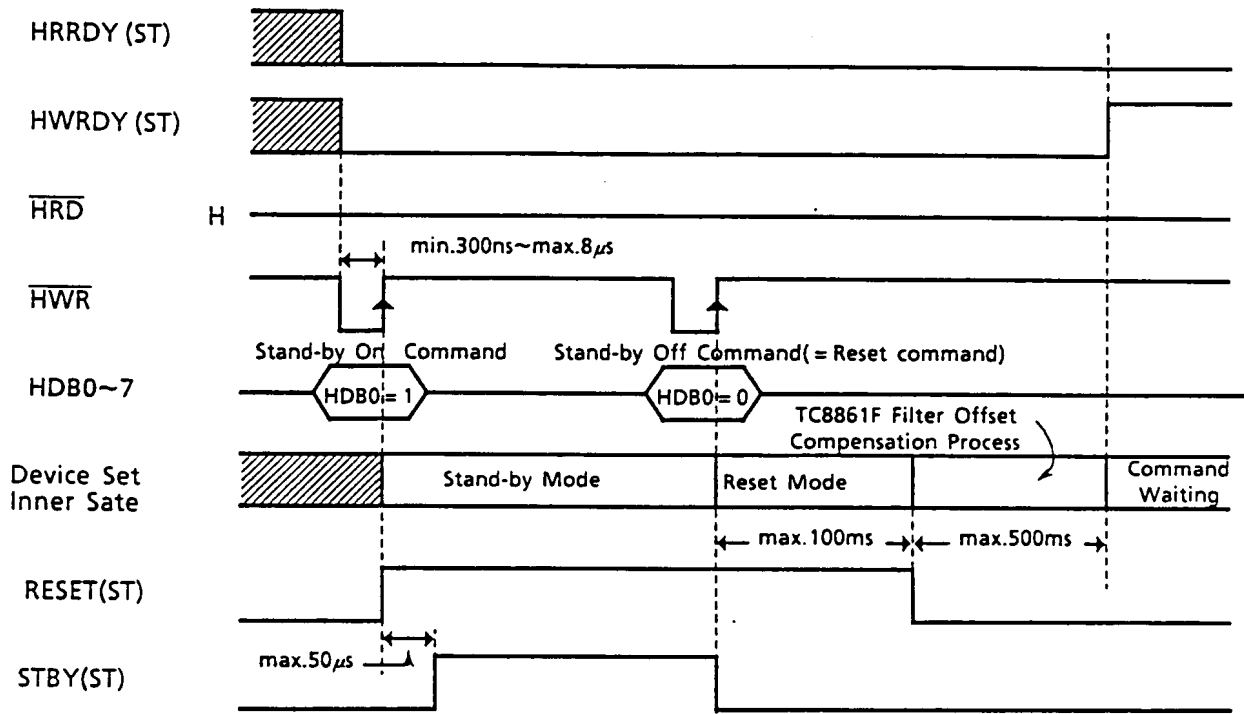 HRRDY (ST)
HWRDY (ST)
HRD
H
min.300ns~max.8μs
HWR
Stand-by On Command
Stand-by Off Command(=Reset command)
HDB0~7
HDB0=1
HDB0=0
TC8861F Filter Offset
Compensation Process
Device Set
Inner Sate
Stand-by Mode
Reset Mode
Command
Waiting
max.100ms
max.500ms
RESET(ST)
max.50μs
STBY(ST)